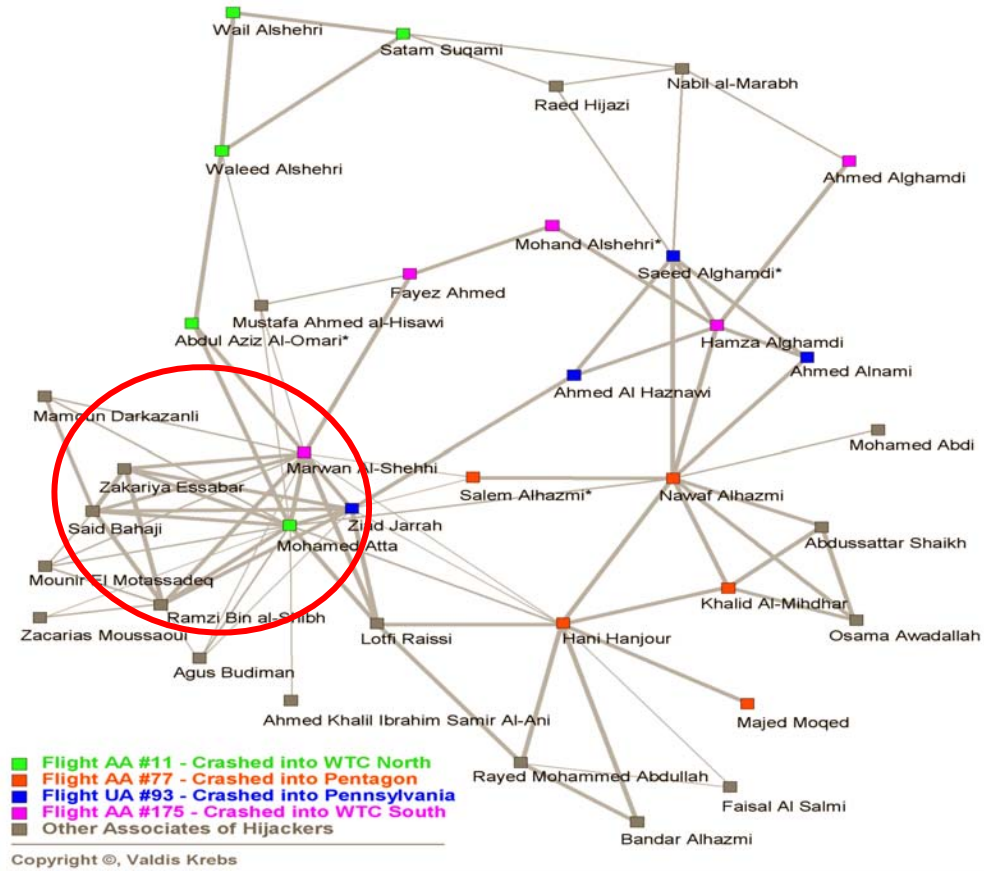 Wail Alshehri
Satam Suqami
Nabil al-Marabh
Raed Hijazi
Waleed Alshehri
Ahmed Alghamdi
Mohand Alshehri*
Saeed Alghamdi*
Fayez Ahmed
Mustafa Ahmed al-Hisawi
Abdul Aziz Al-Omari*
Hamza Alghamdi
Ahmed Alnami
Ahmed Al Haznawi
Mamoun Darkazanli
Mohamed Abdi
Marwan Al-Shehhi
Zakariya Essabar
Salem Alhazmi*
Nawaf Alhazmi
Said Bahaji
Ziad Jarrah
Mohamed Atta
Abdussattar Shaikh
Mounir El Motassadeq
Khalid Al-Mihdhar
Zacarias Moussaoui
Ramzi Bin al-Shibh
Lotfi Raissi
Hani Hanjour
Osama Awadallah
Agus Budiman
Ahmed Khalil Ibrahim Samir Al-Ani
Majed Moqed
Rayed Mohammed Abdullah
Faisal Al Salmi
Bandar Alhazmi
Flight AA #11 - Crashed into WTC North
Flight AA #77 - Crashed into Pentagon
Flight UA #93 - Crashed into Pennsylvania
Flight AA #175 - Crashed into WTC South
Other Associates of Hijackers
Copyright ©, Valdis Krebs